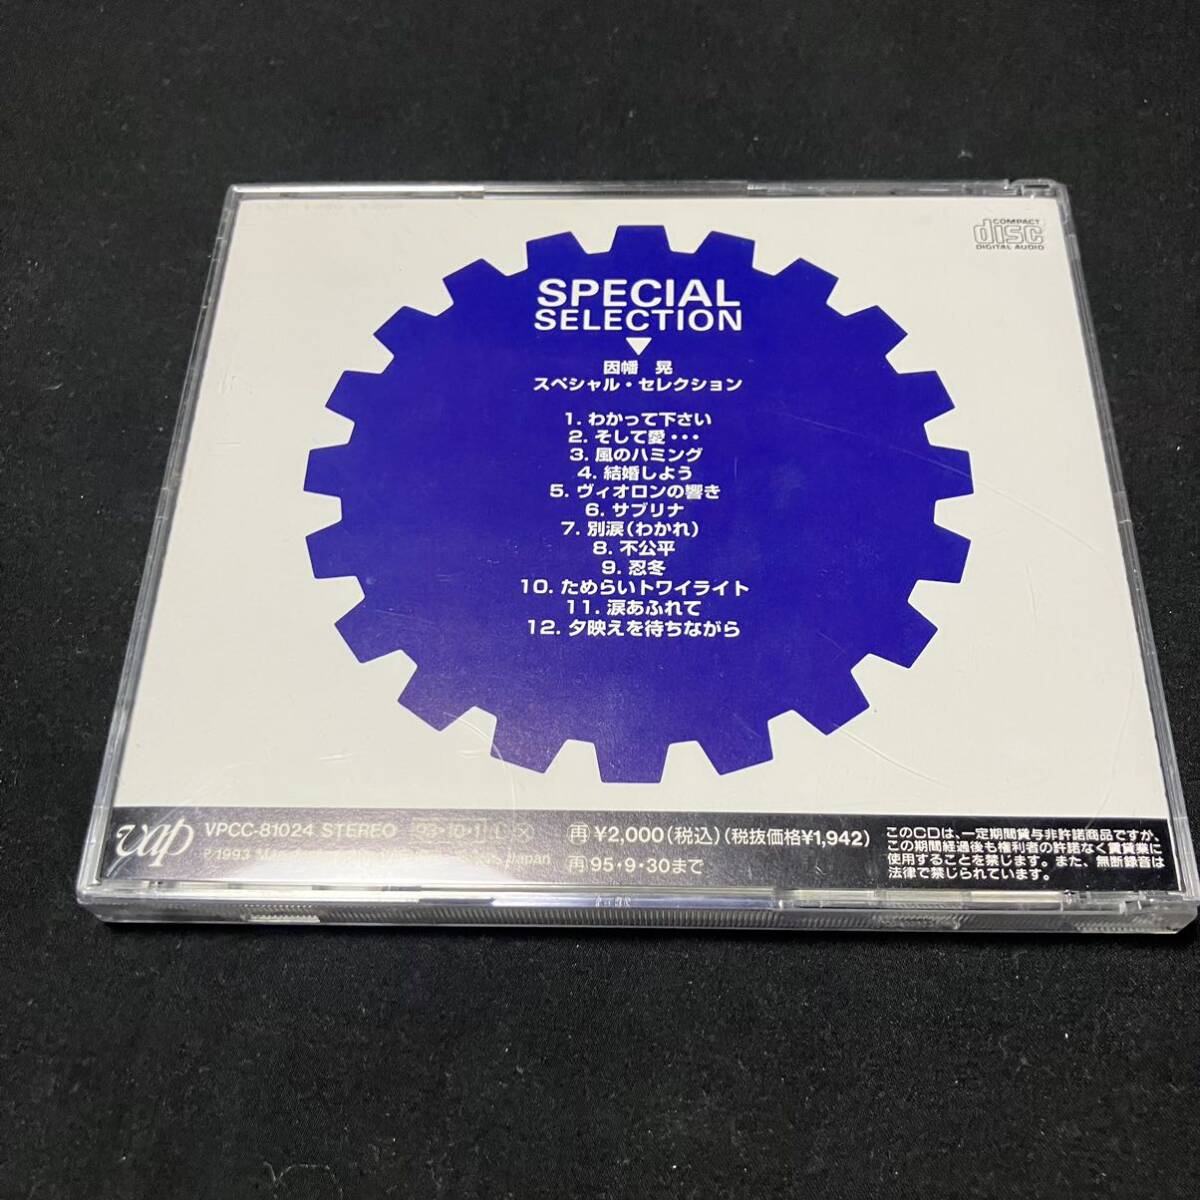 COMPACT
disc
DIGITAL AUDIO
SPECIAL
SELECTION
因幡 晃
スペシャル・セレクション
1. わかって下さい
2. そして愛・・・
3. 風のハミング
4. 結婚しよう
5. ヴィオロンの響き
6. サブリナ
7. 別涙(わかれ)
8. 不公平
9. 忍冬
10. ためらいトワイライト
11. 涙あふれて
12. 夕映えを待ちながら
vap
VPCC-81024 STEREO 93・10・1 L X
℗1993 Japan
再 ¥2,000(税込)(税抜価格¥1,942)
再 95・9・30まで
このCDは、一定期間貸与非許諾商品ですが、
この期間経過後も権利者の許諾なく賃貸業に
使用することを禁じます。また、無断録音は
法律で禁じられています。